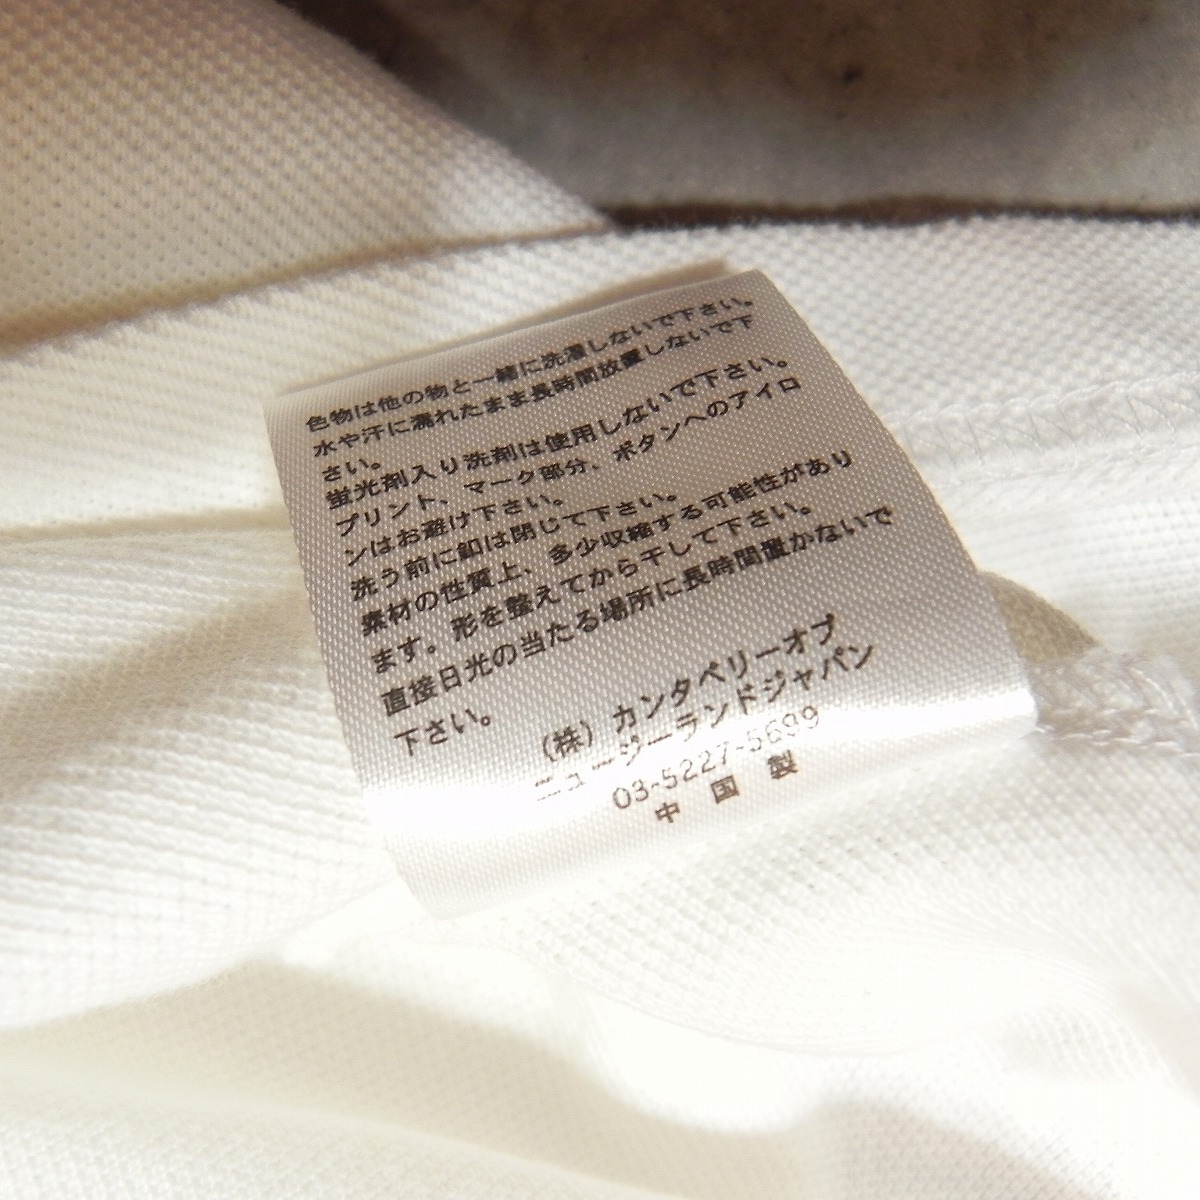 色物は他の物と一緒に洗濯しないで下さい。
水や汗に濡れたまま長時間放置しないで下
さい。
蛍光剤入り洗剤は使用しないで下さい。
プリント、マーク部分、ボタンへのアイロ
ンはお避け下さい。
洗う前に釦は閉じて下さい。
素材の性質上、多少収縮する可能性があり
ます。形を整えてから干して下さい。
直接日光の当たる場所に長時間置かないで
下さい。
(株)カンタベリーオブ
ニュージーランドジャパン
03-5227-5699
中国製